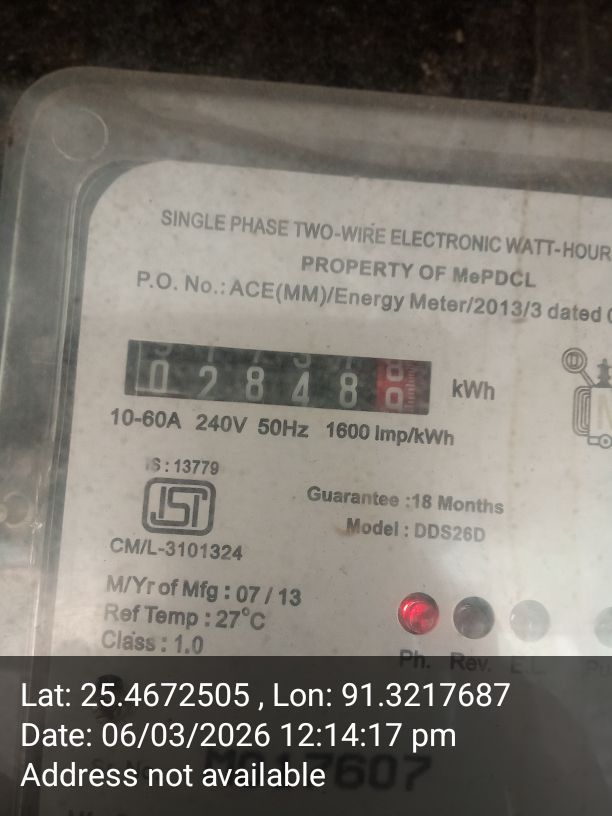 SINGLE PHASE TWO-WIRE ELECTRONIC WATT-HOUR
PROPERTY OF MePDCL
P.O. No.: ACE(MM)/Energy Meter/2013/3 dated
0 2 8 4 8 kWh
10-60A 240V 50Hz 1600 Imp/kWh
IS : 13779
ISI
CM/L-3101324
Guarantee :18 Months
Model : DDS26D
M/Yr of Mfg : 07 / 13
Ref Temp : 27°C
Class : 1.0
Ph. Rev. E.L.
Lat: 25.4672505 , Lon: 91.3217687
Date: 06/03/2026 12:14:17 pm
Address not available